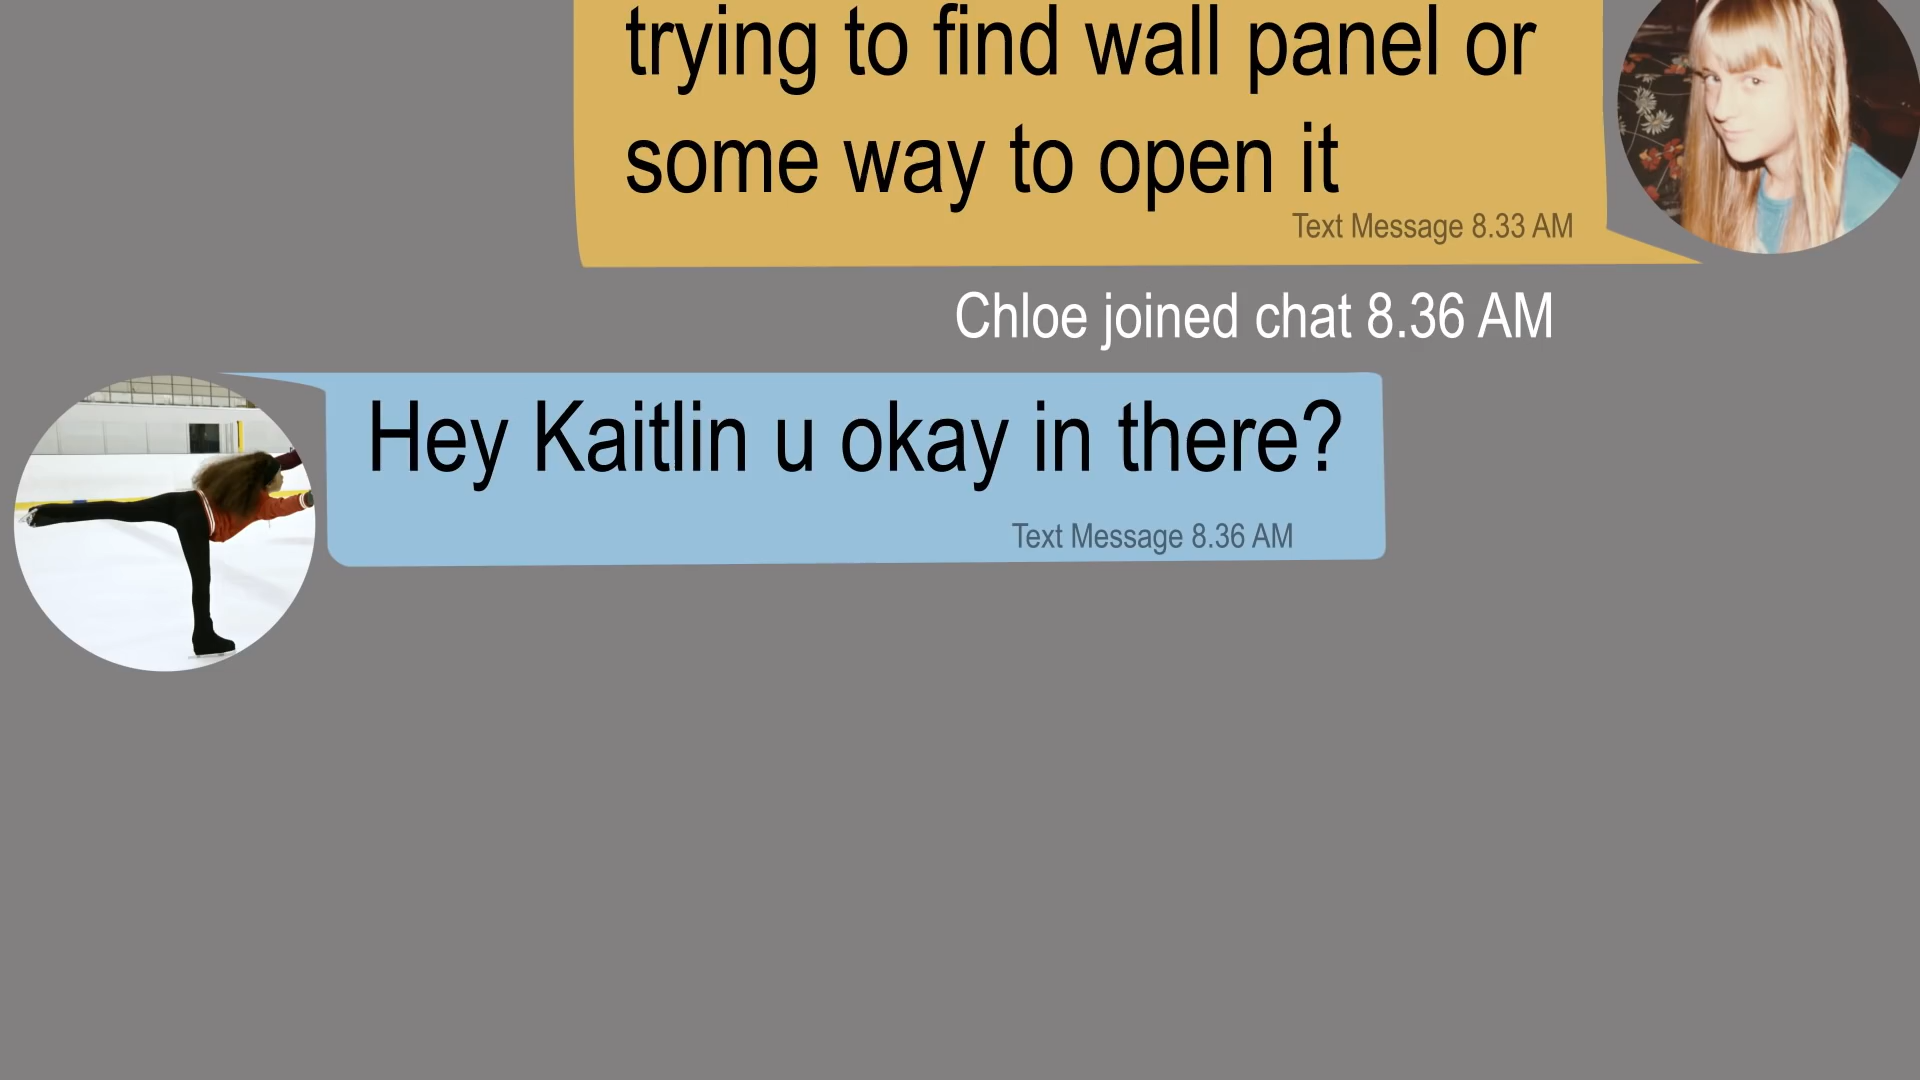 trying to find wall panel or
some way to open it
Text Message 8.33 AM
Chloe joined chat 8.36 AM
Hey Kaitlin u okay in there?
Text Message 8.36 AM